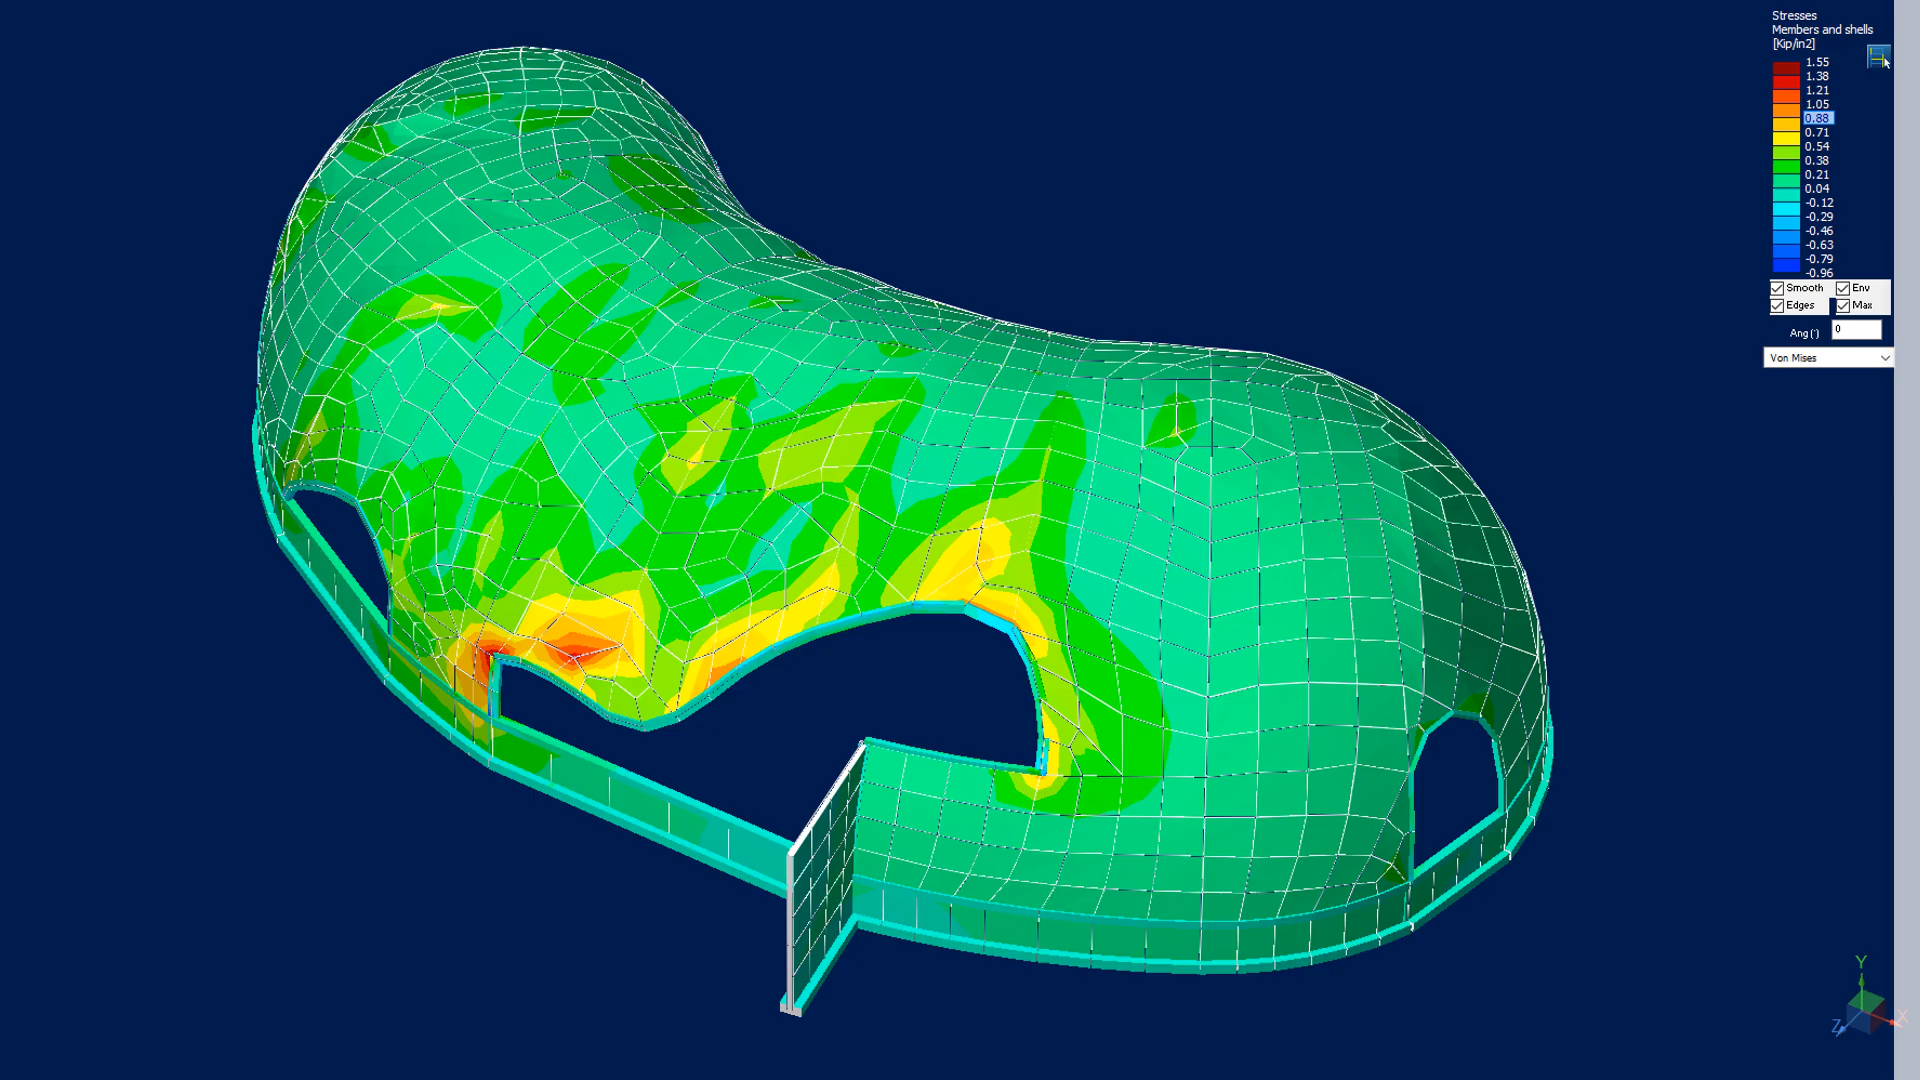 Stresses
Members and shells
[Kip/in2]
1.55
1.38
1.21
1.05
0.88
0.71
0.54
0.38
0.21
0.04
-0.12
-0.29
-0.46
-0.63
-0.79
-0.96
Smooth Env
Edges Max
Ang(°) 0
Von Mises
Y
Z X